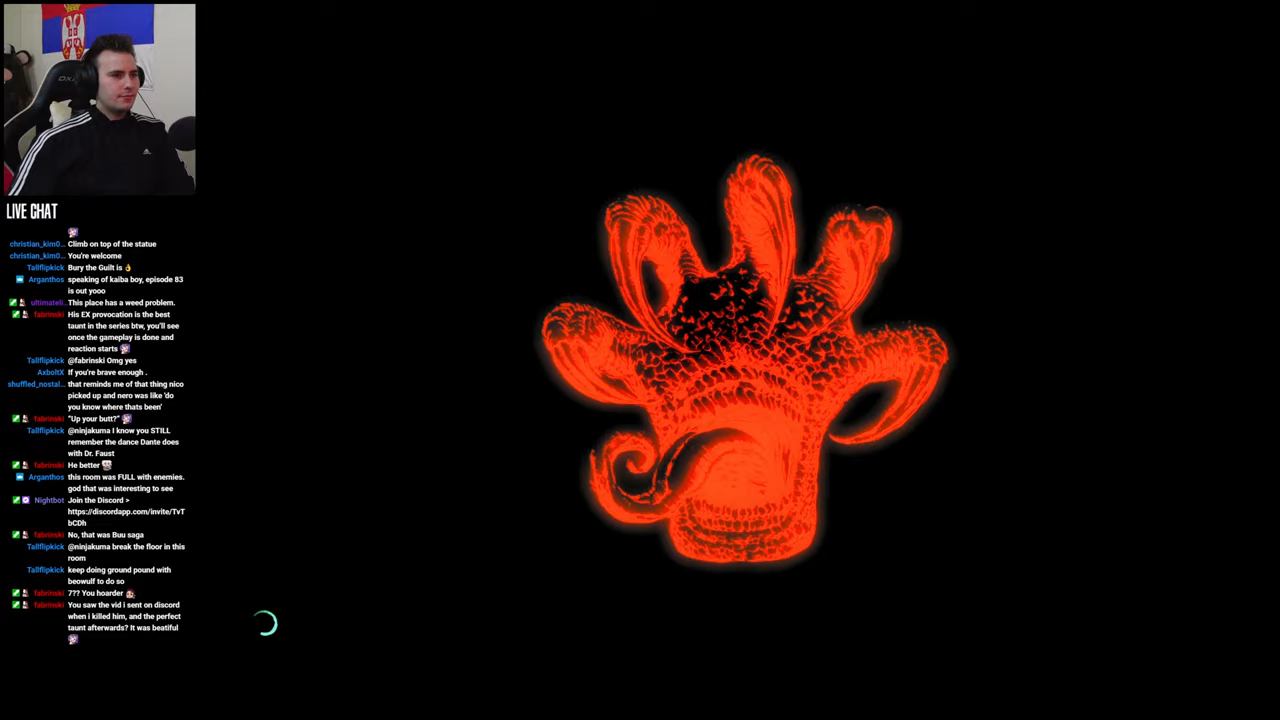 LIVE CHAT
christian_kim0... Climb on top of the statue
christian_kim0... You're welcome
Tallflipkick Bury the Guilt is 👌
Arganthos speaking of kaiba boy, episode 83
is out yooo
ultimateli... This place has a weed problem.
fabrinski His EX provocation is the best
taunt in the series btw, you'll see
once the gameplay is done and
reaction starts
Tallflipkick @fabrinski Omg yes
AxboltX If you're brave enough .
shuffled_nostal... that reminds me of that thing nico
picked up and nero was like 'do
you know where thats been'
fabrinski "Up your butt?"
Tallflipkick @ninjakuma I know you STILL
remember the dance Dante does
with Dr. Faust
fabrinski He better
Arganthos this room was FULL with enemies.
god that was interesting to see
Nightbot Join the Discord >
https://discordapp.com/invite/TvT
bCDh
fabrinski No, that was Buu saga
Tallflipkick @ninjakuma break the floor in this
room
Tallflipkick keep doing ground pound with
beowulf to do so
fabrinski 7?? You hoarder
fabrinski You saw the vid i sent on discord
when i killed him, and the perfect
taunt afterwards? It was beatiful